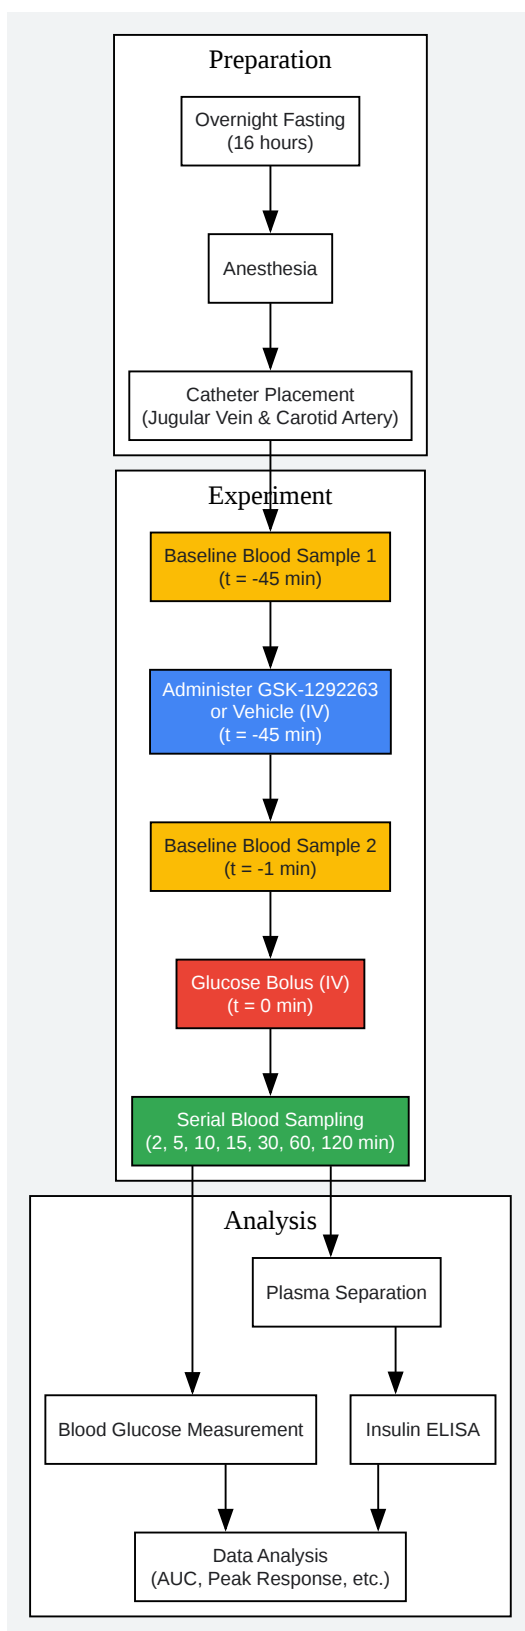 Preparation
Overnight Fasting
(16 hours)
Anesthesia
Catheter Placement
(Jugular Vein & Carotid Artery)
Experiment
Baseline Blood Sample 1
(t = -45 min)
Administer GSK-1292263
or Vehicle (IV)
(t = -45 min)
Baseline Blood Sample 2
(t = -1 min)
Glucose Bolus (IV)
(t = 0 min)
Serial Blood Sampling
(2, 5, 10, 15, 30, 60, 120 min)
Analysis
Plasma Separation
Blood Glucose Measurement
Insulin ELISA
Data Analysis
(AUC, Peak Response, etc.)